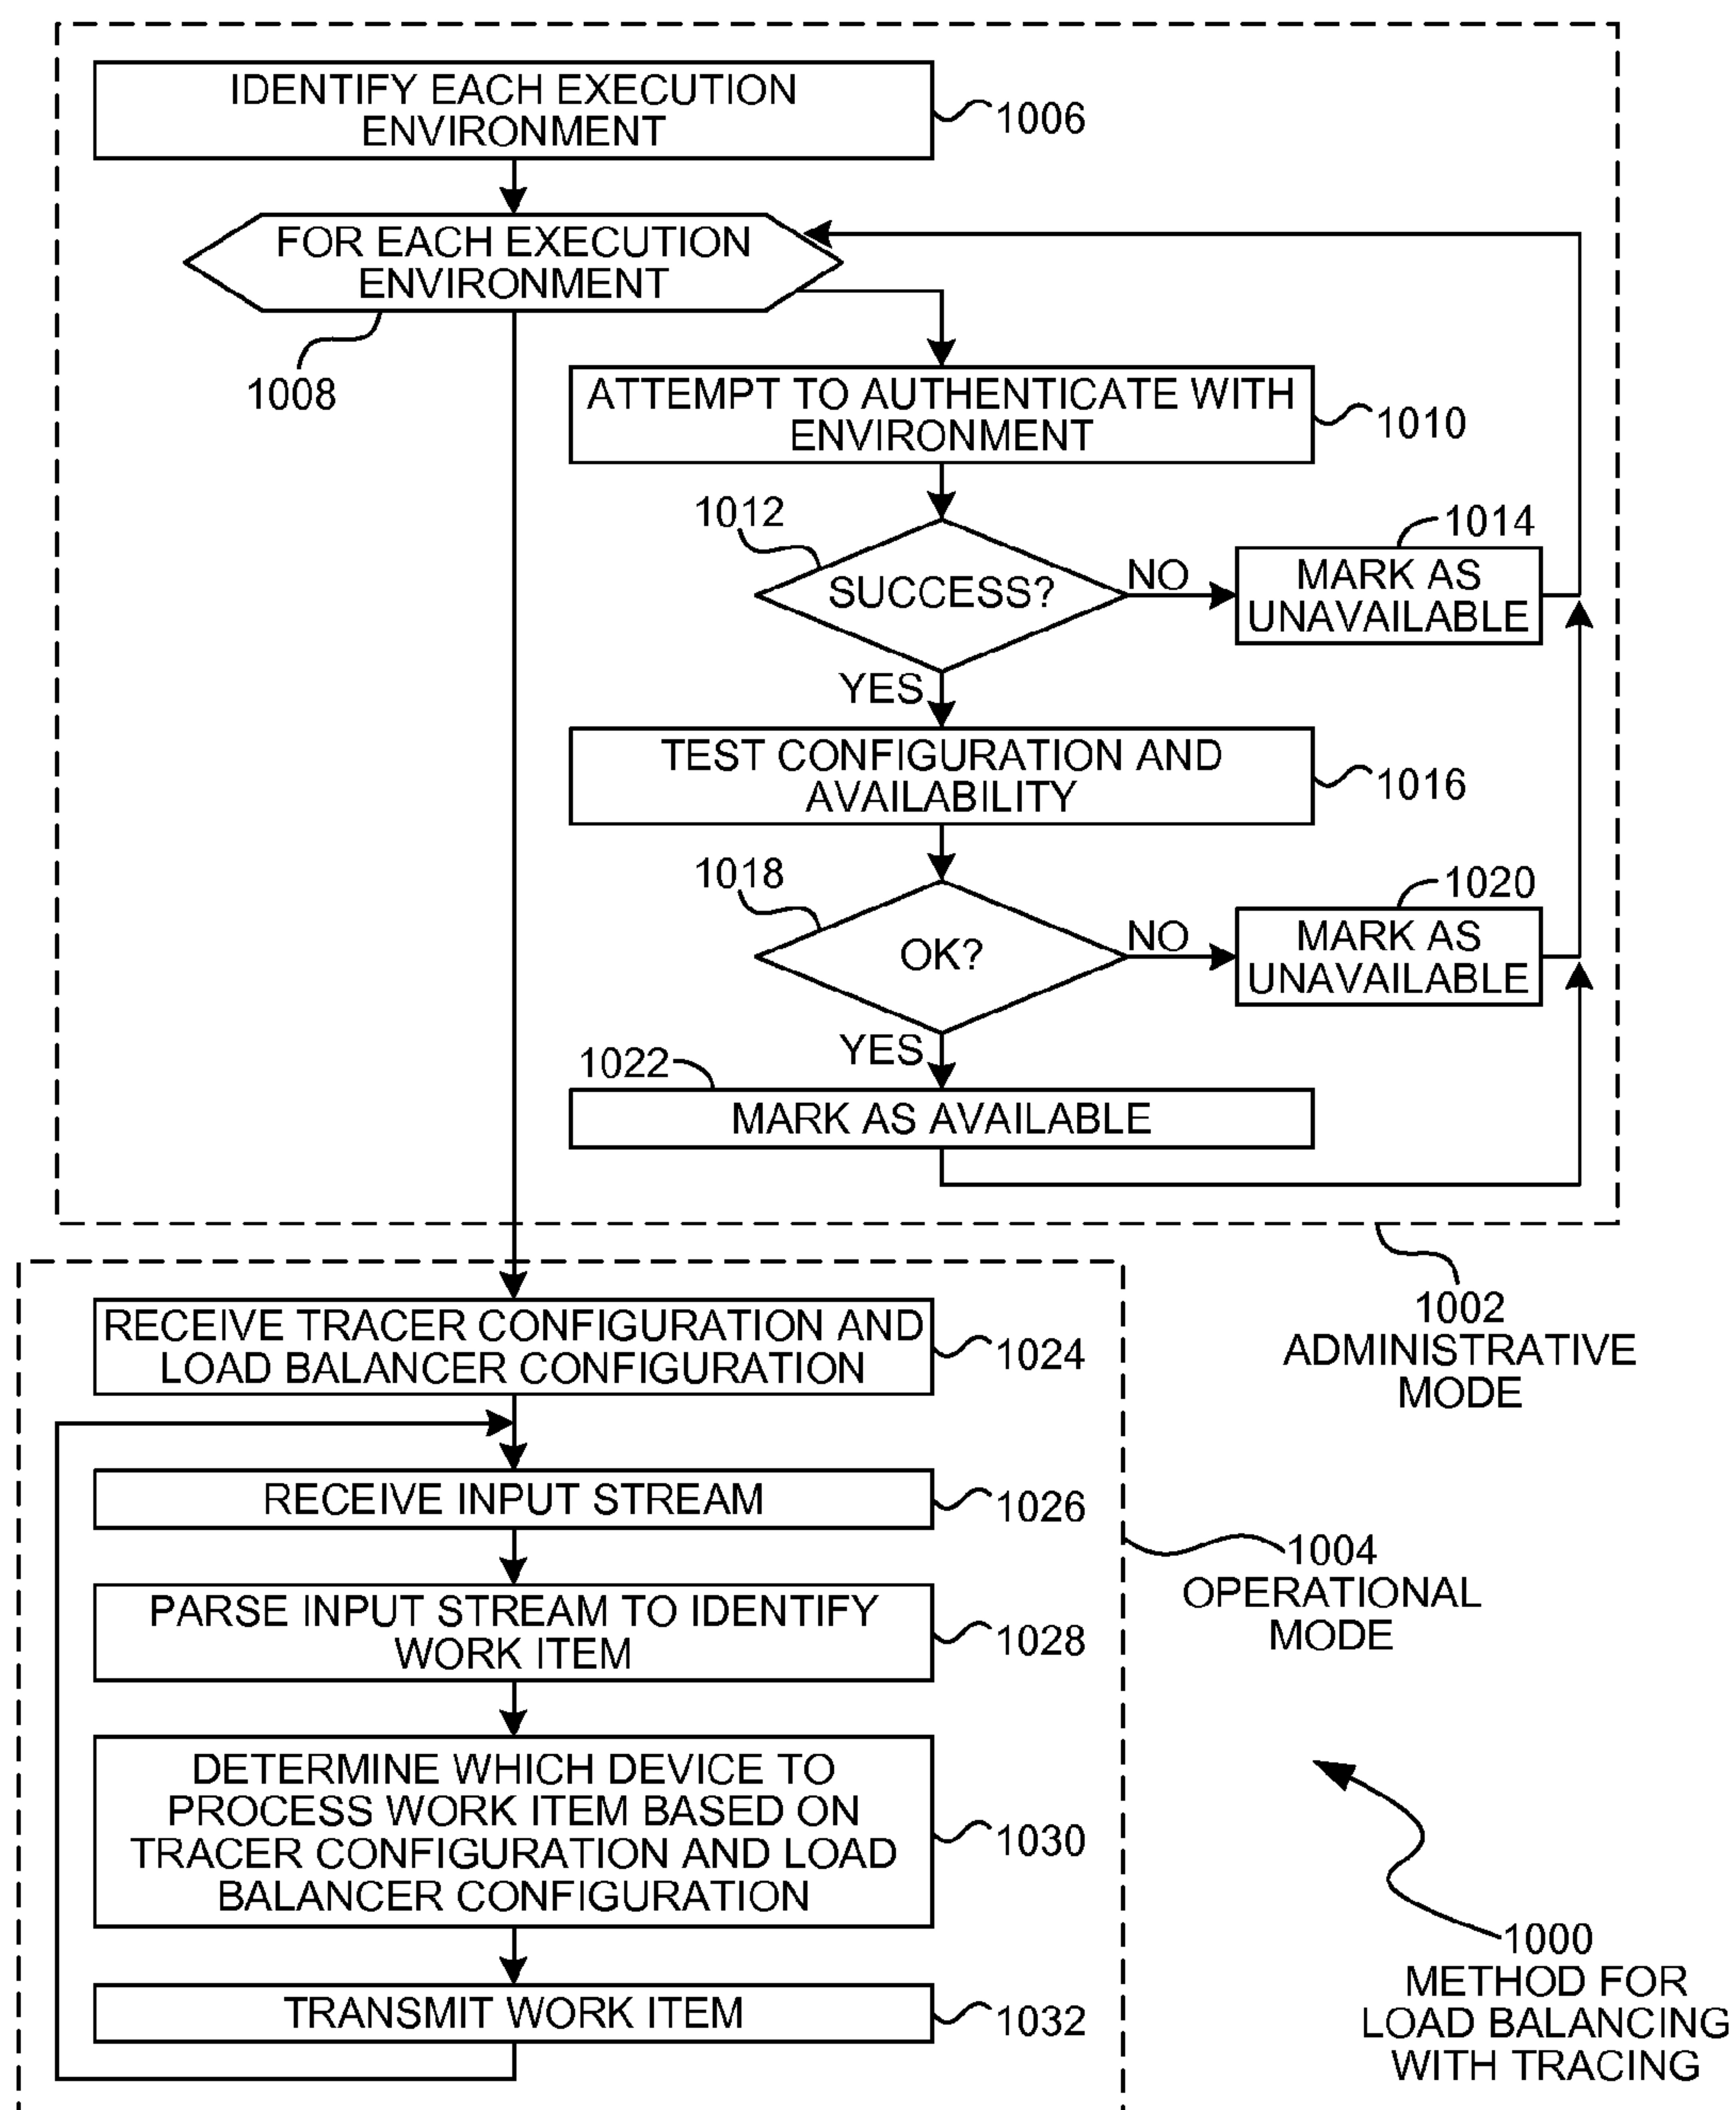 IDENTIFY EACH EXECUTION
ENVIRONMENT
1006
FOR EACH EXECUTION
ENVIRONMENT
1008
ATTEMPT TO AUTHENTICATE WITH
ENVIRONMENT
1010
1012
SUCCESS?
NO
1014
MARK AS
UNAVAILABLE
YES
TEST CONFIGURATION AND
AVAILABILITY
1016
1018
OK?
NO
1020
MARK AS
UNAVAILABLE
YES
1022
MARK AS AVAILABLE
1002
ADMINISTRATIVE
MODE
RECEIVE TRACER CONFIGURATION AND
LOAD BALANCER CONFIGURATION
1024
RECEIVE INPUT STREAM
1026
1004
OPERATIONAL
MODE
PARSE INPUT STREAM TO IDENTIFY
WORK ITEM
1028
DETERMINE WHICH DEVICE TO
PROCESS WORK ITEM BASED ON
TRACER CONFIGURATION AND LOAD
BALANCER CONFIGURATION
1030
TRANSMIT WORK ITEM
1032
1000
METHOD FOR
LOAD BALANCING
WITH TRACING